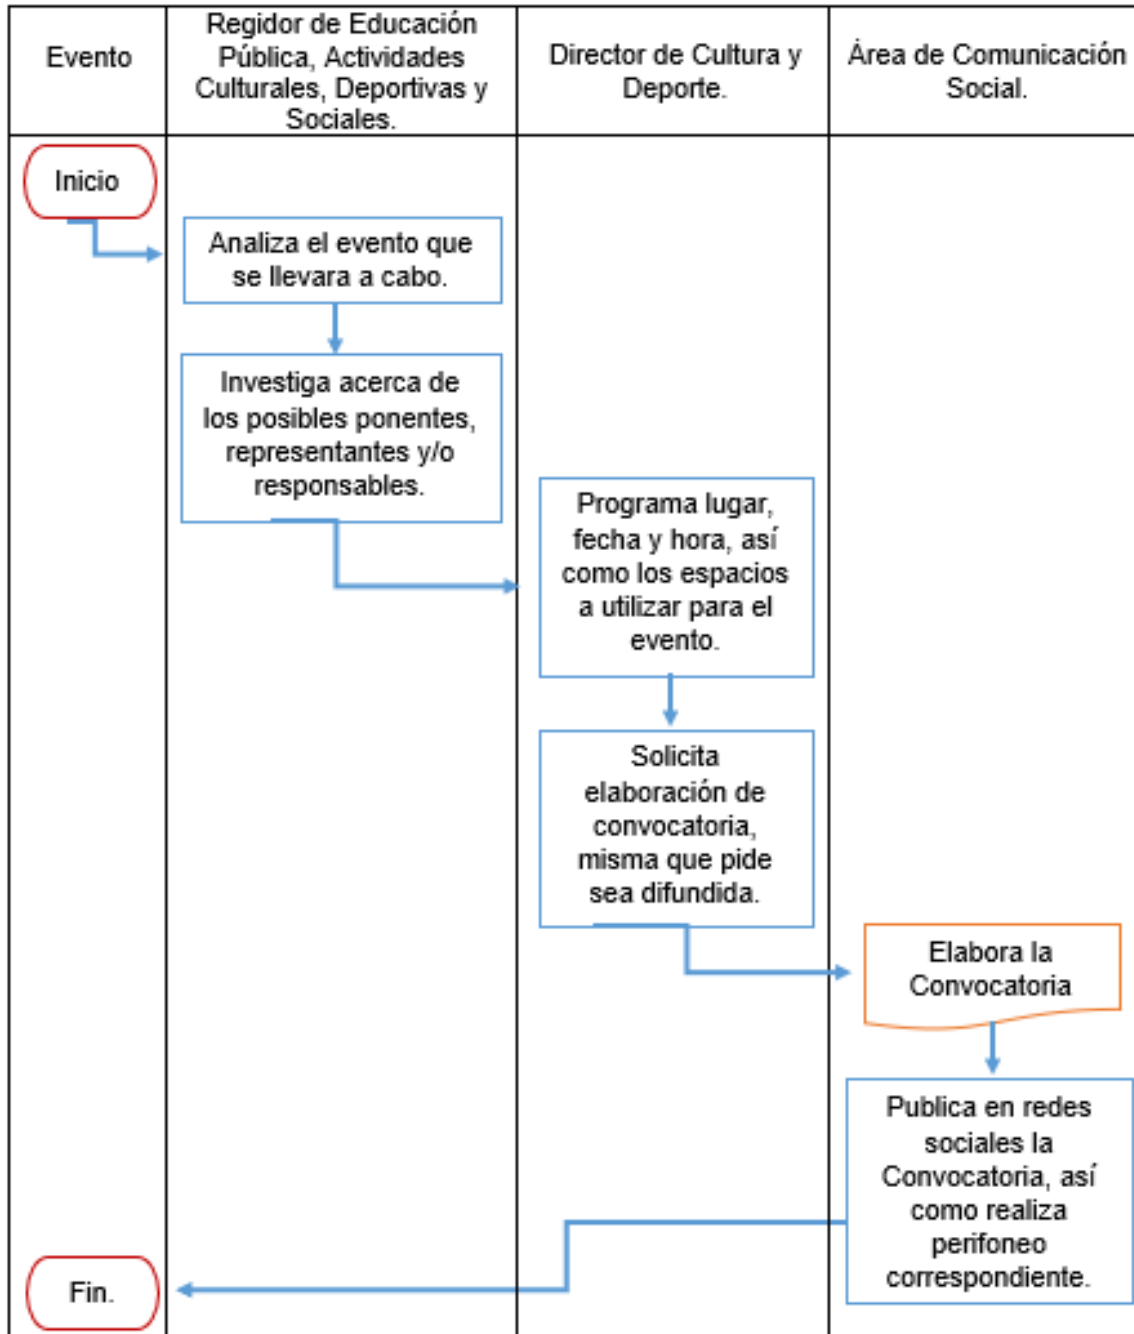 Evento
Regidor de Educación
Pública, Actividades
Culturales, Deportivas y
Sociales.
Director de Cultura y
Deporte.
Área de Comunicación
Social.
Inicio
Analiza el evento que
se llevara a cabo.
Investiga acerca de
los posibles ponentes,
representantes y/o
responsables.
Programa lugar,
fecha y hora, así
como los espacios
a utilizar para el
evento.
Solicita
elaboración de
convocatoria,
misma que pide
sea difundida.
Elabora la
Convocatoria
Publica en redes
sociales la
Convocatoria, así
como realiza
perifoneo
correspondiente.
Fin.